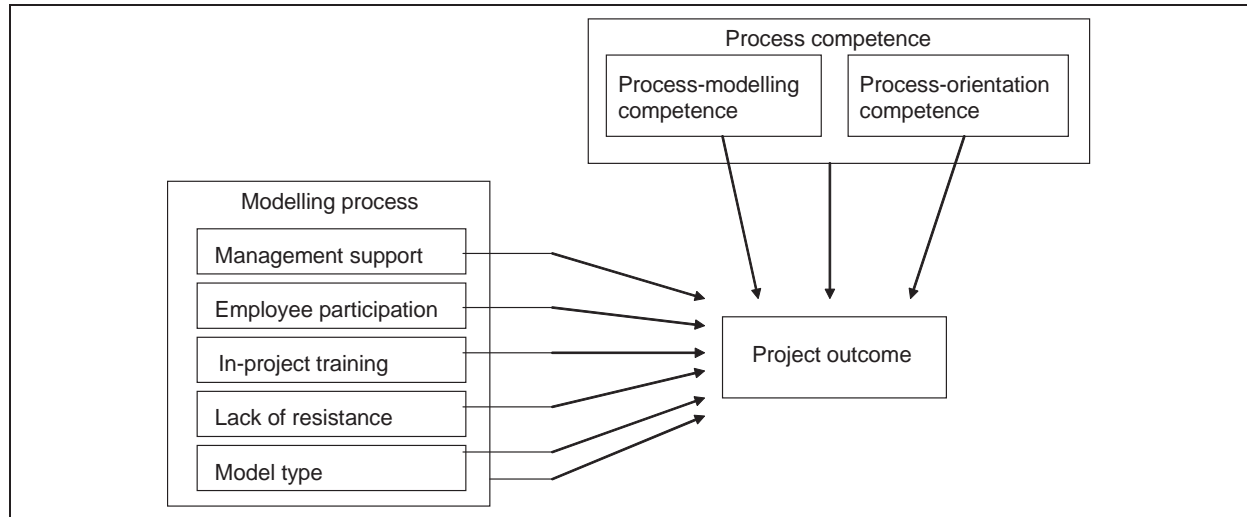 Process competence
Process-modelling
competence
Process-orientation
competence
Modelling process
Management support
Employee participation
In-project training
Lack of resistance
Model type
Project outcome